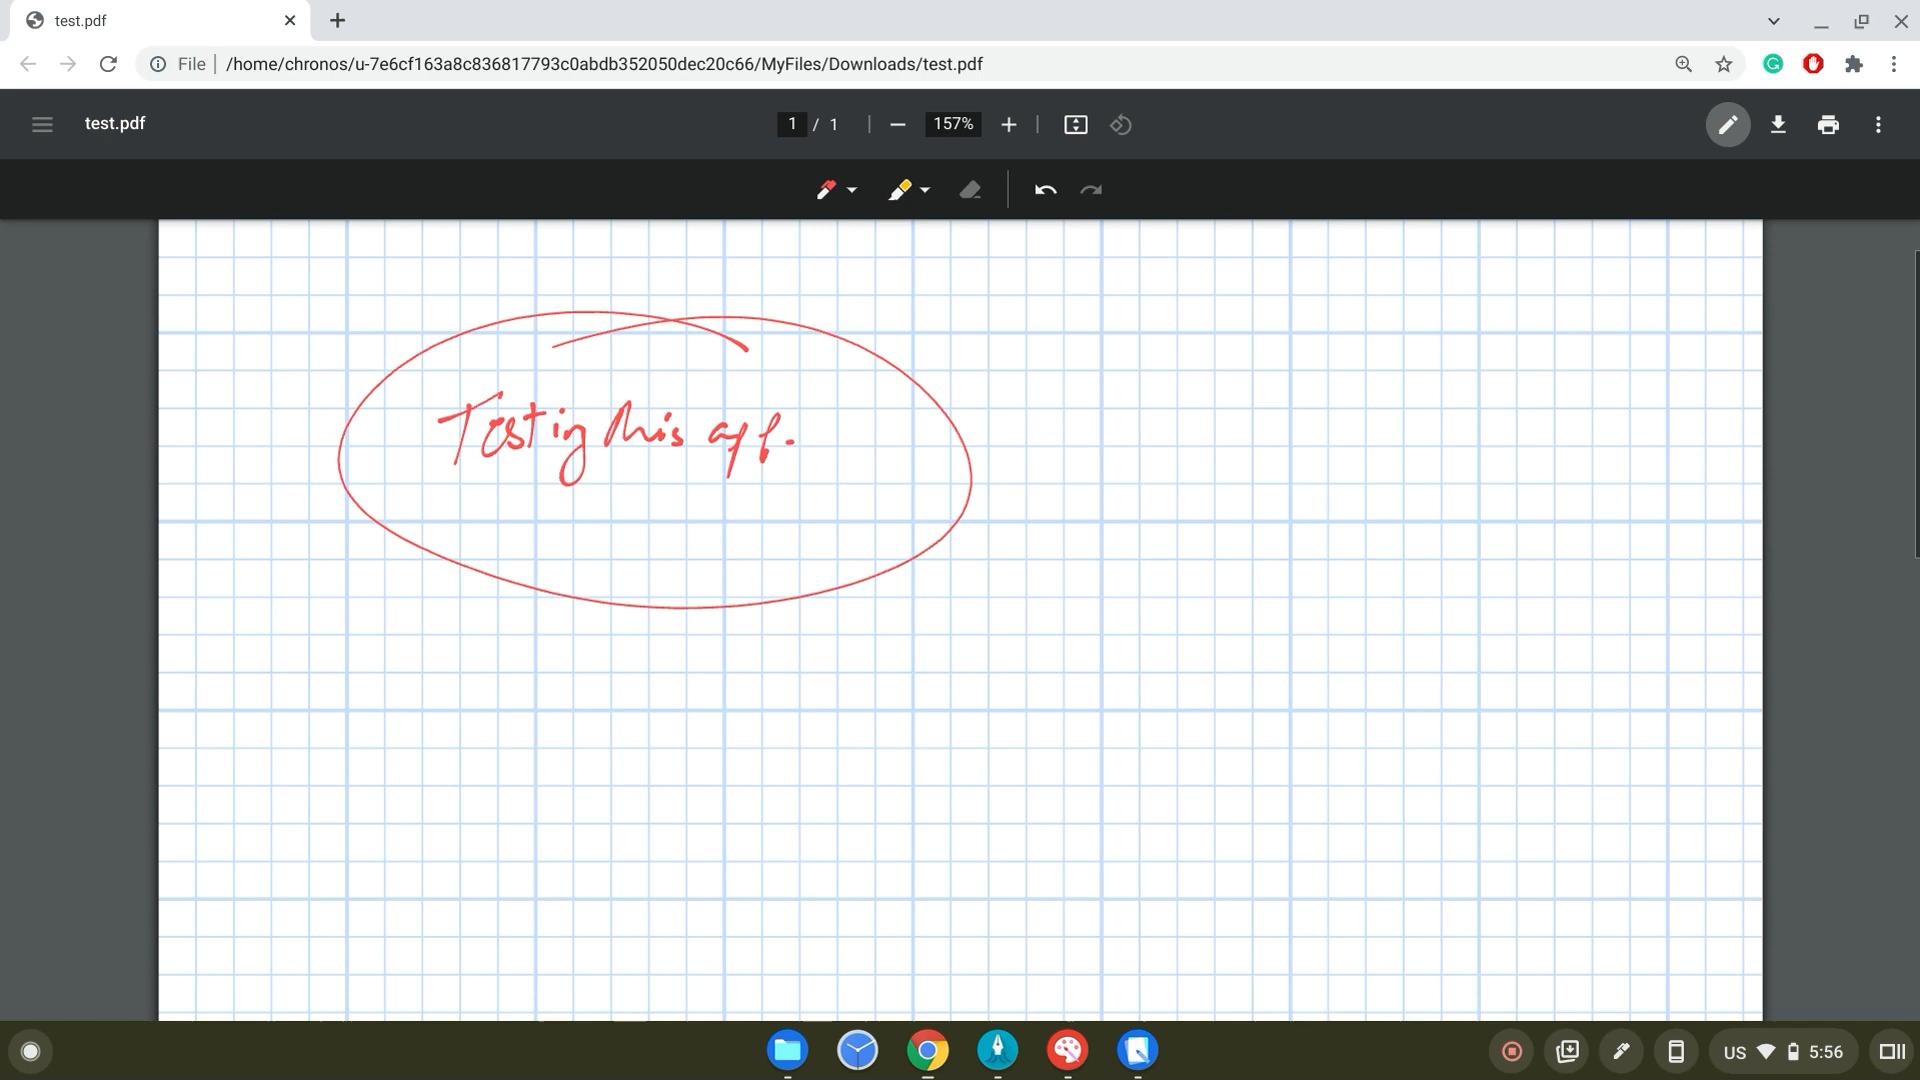 test.pdf
File /home/chronos/u-7e6cf163a8c836817793c0abdb352050dec20c66/MyFiles/Downloads/test.pdf
test.pdf 1 / 1 157%
Testing this app.
US 5:56